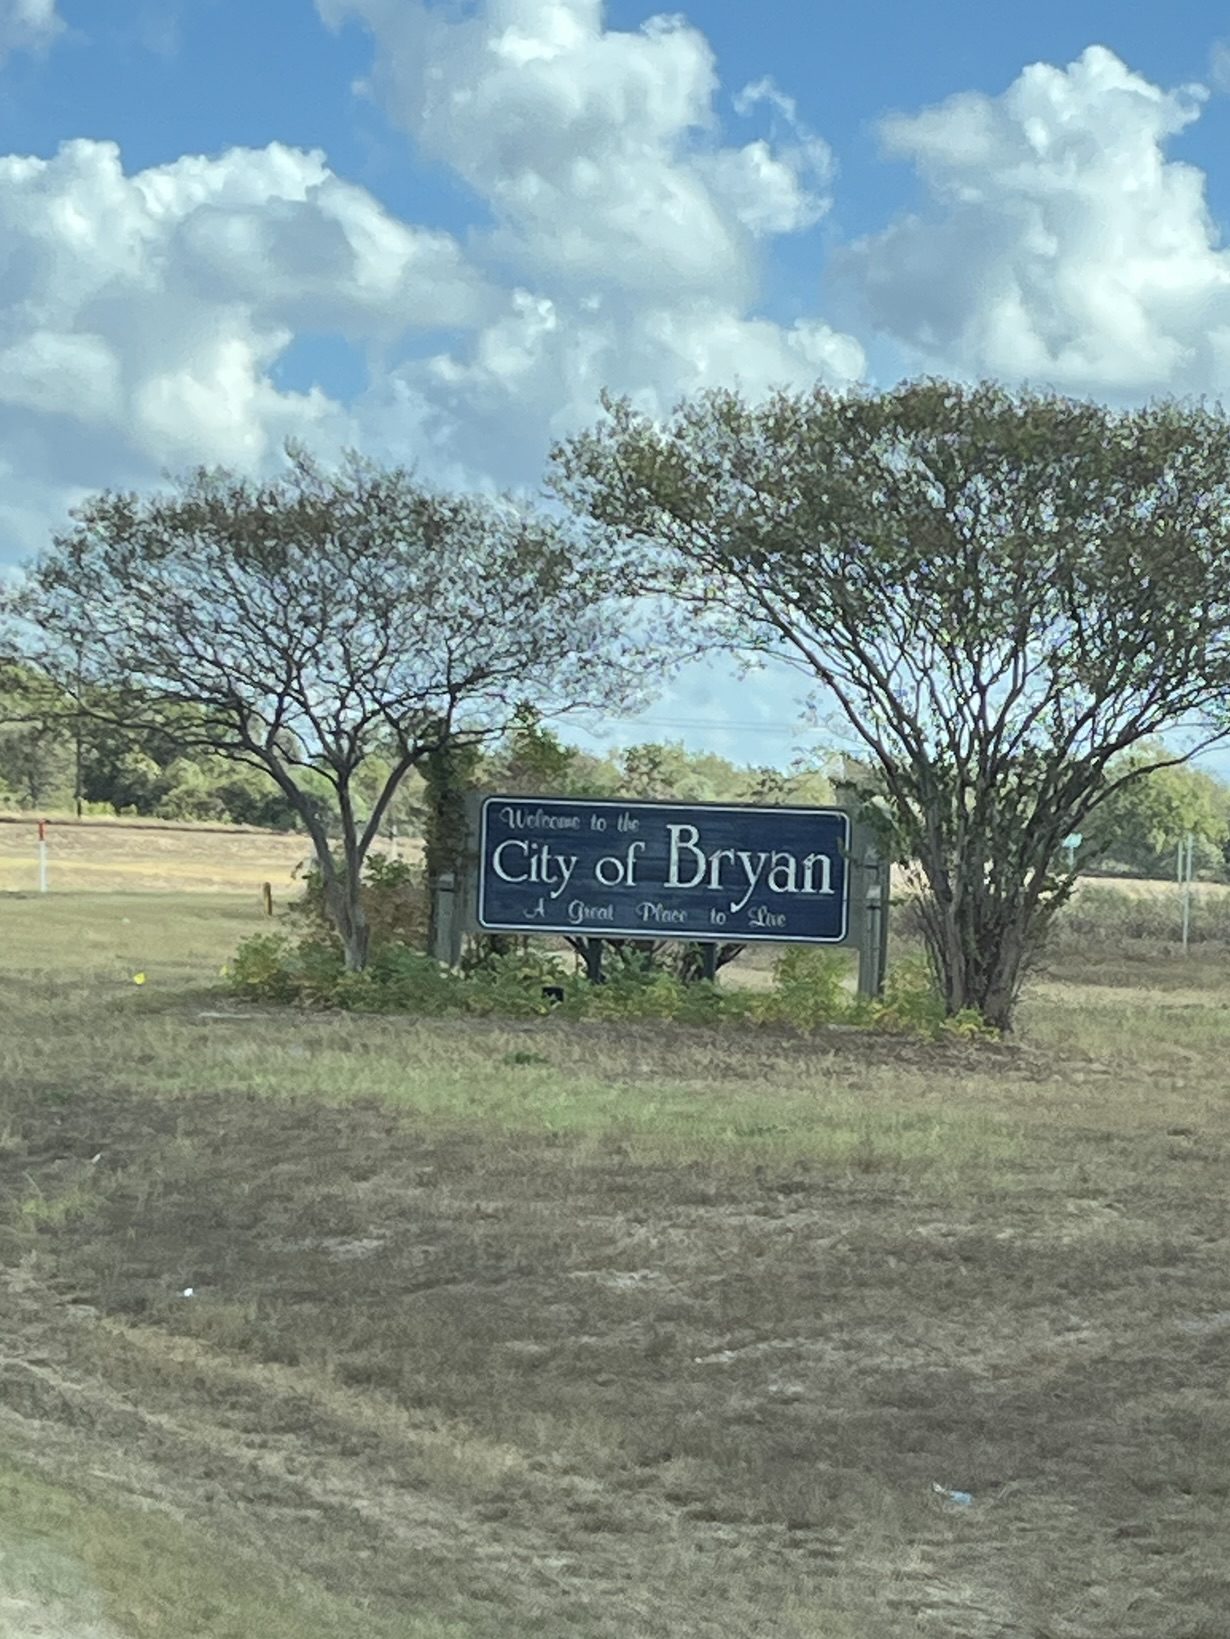 Welcome to the
City of Bryan
A Great Place to Live